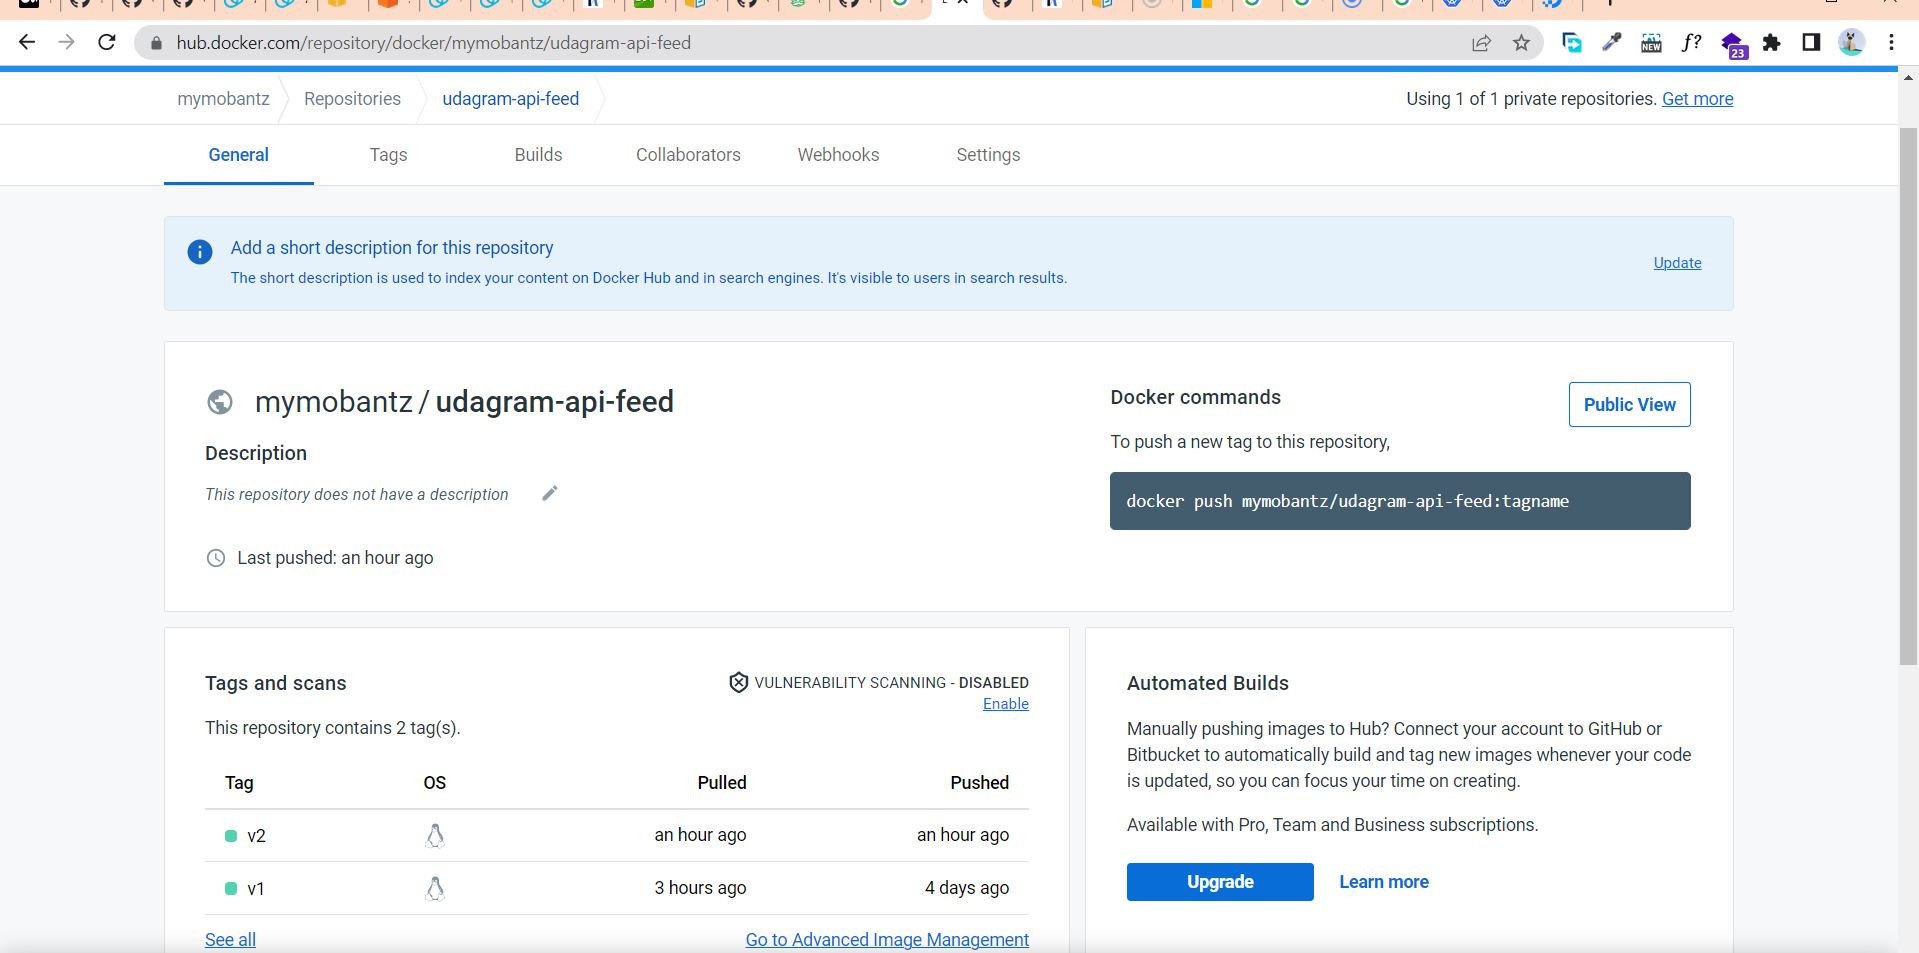 hub.docker.com/repository/docker/mymobantz/udagram-api-feed
NEW
f?
23
mymobantz
Repositories
udagram-api-feed
Using 1 of 1 private repositories. Get more
General
Tags
Builds
Collaborators
Webhooks
Settings
Add a short description for this repository
The short description is used to index your content on Docker Hub and in search engines. It's visible to users in search results.
Update
mymobantz / udagram-api-feed
Description
This repository does not have a description
Last pushed: an hour ago
Docker commands
Public View
To push a new tag to this repository,
docker push mymobantz/udagram-api-feed:tagname
Tags and scans
VULNERABILITY SCANNING - DISABLED
Enable
This repository contains 2 tag(s).
Tag OS Pulled Pushed
v2 an hour ago an hour ago
v1 3 hours ago 4 days ago
See all
Go to Advanced Image Management
Automated Builds
Manually pushing images to Hub? Connect your account to GitHub or
Bitbucket to automatically build and tag new images whenever your code
is updated, so you can focus your time on creating.
Available with Pro, Team and Business subscriptions.
Upgrade
Learn more